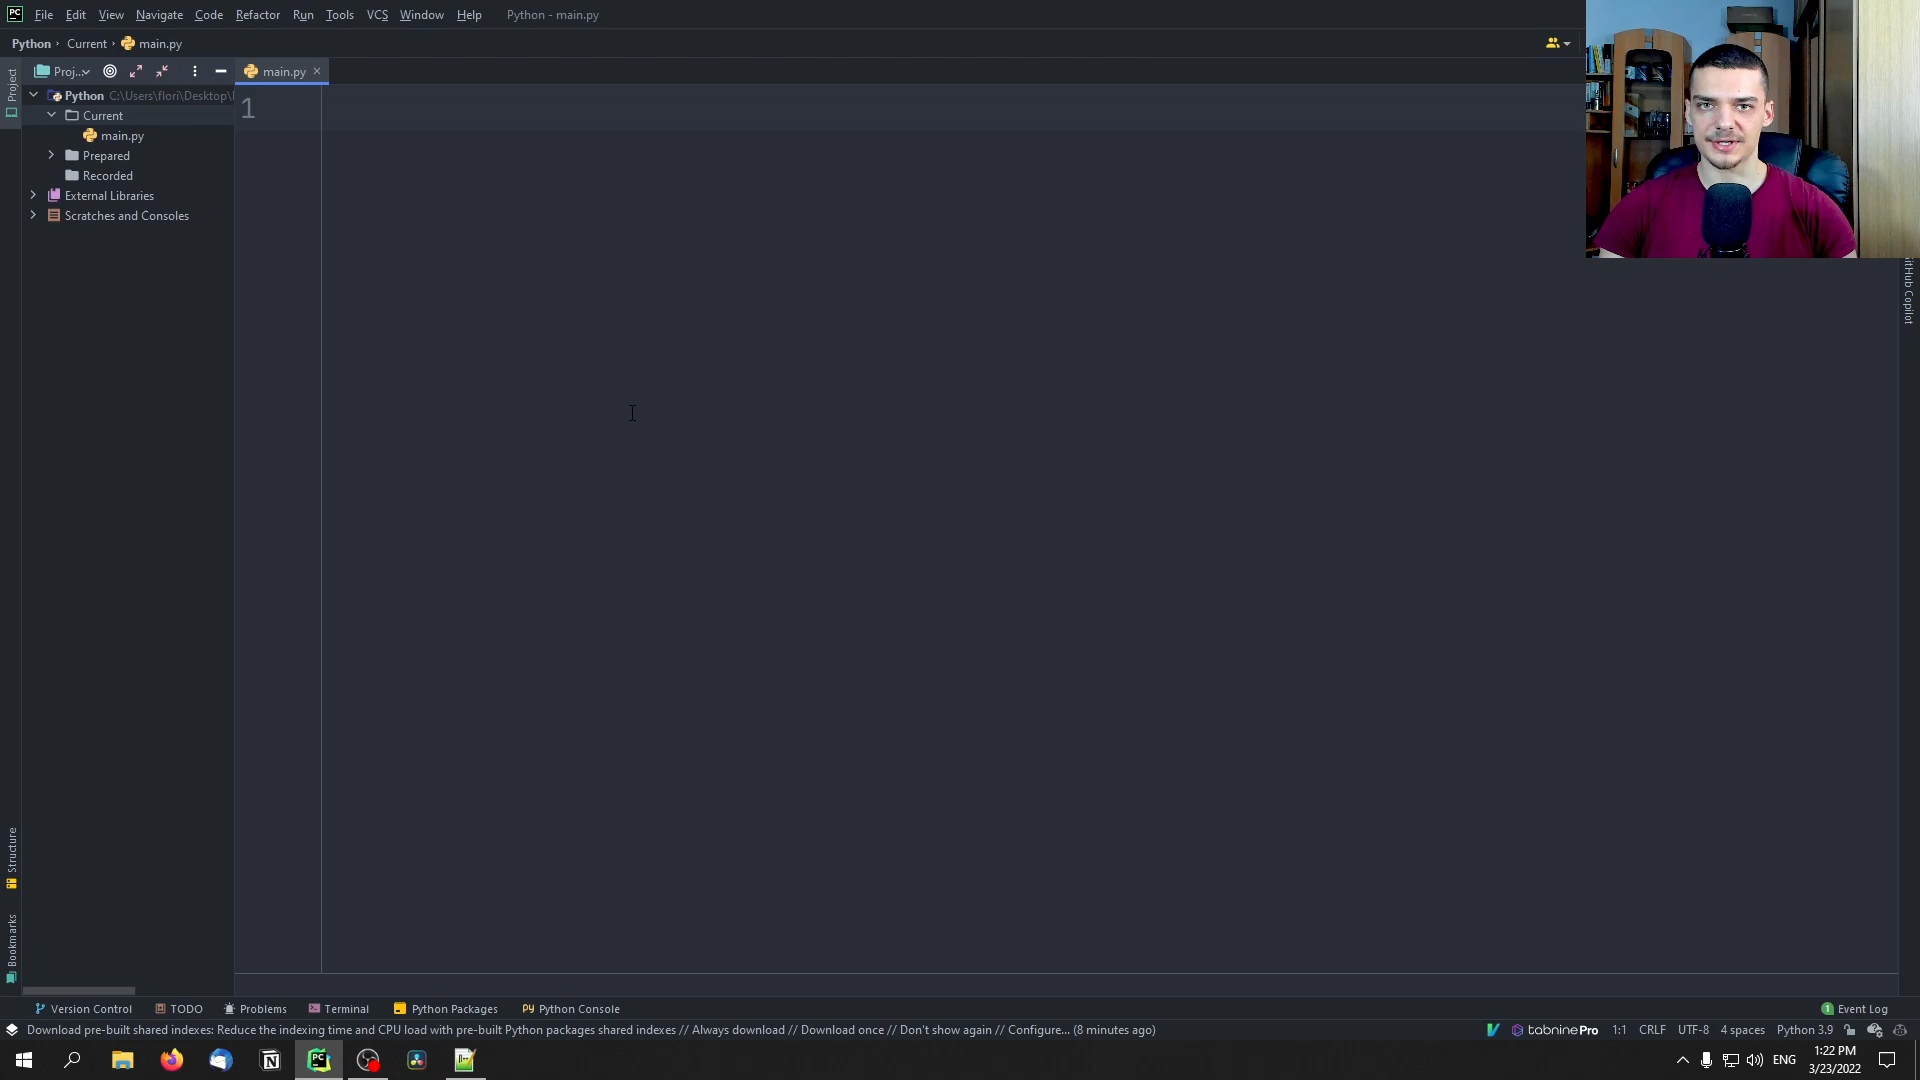 PC File Edit View Navigate Code Refactor Run Tools VCS Window Help Python - main.py
Python Current main.py
Project
Proj... main.py
Python C:\Users\flori\Desktop\
1
Current
main.py
Prepared
Recorded
External Libraries
Scratches and Consoles
GitHub Copilot
Structure
Bookmarks
Version Control TODO Problems Terminal Python Packages Python Console 1 Event Log
Download pre-built shared indexes: Reduce the indexing time and CPU load with pre-built Python packages shared indexes // Always download // Download once // Don't show again // Configure... (8 minutes ago) tabninePro 1:1 CRLF UTF-8 4 spaces Python 3.9
ENG 1:22 PM
3/23/2022